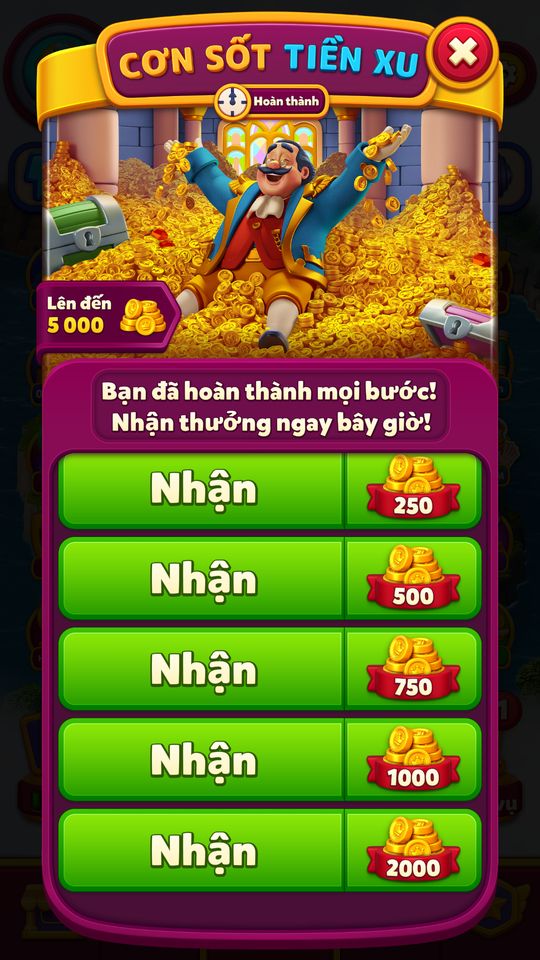 CƠN SỐT TIỀN XU
Hoàn thành
Lên đến
5 000
Bạn đã hoàn thành mọi bước!
Nhận thưởng ngay bây giờ!
Nhận 250
Nhận 500
Nhận 750
Nhận 1000
Nhận 2000
vụ